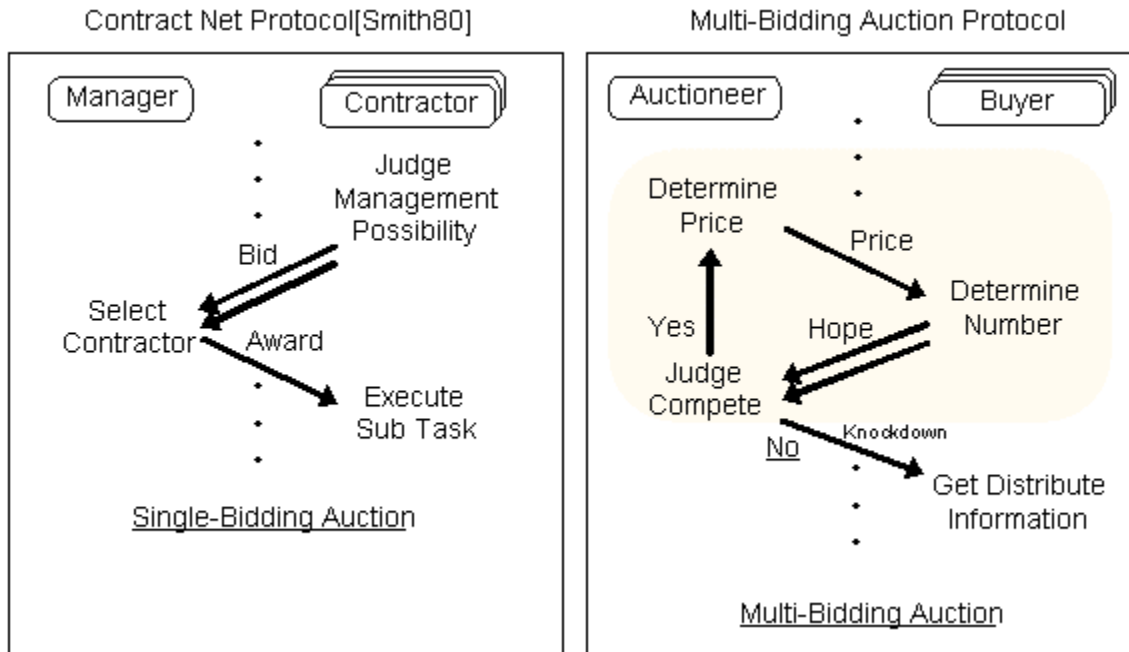 Contract Net Protocol[Smith80]
Manager
Contractor
Judge
Management
Possibility
Bid
Select
Contractor
Award
Execute
Sub Task
Single-Bidding Auction
Multi-Bidding Auction Protocol
Auctioneer
Buyer
Determine
Price
Price
Determine
Number
Hope
Yes
Judge
Compete
No
Knockdown
Get Distribute
Information
Multi-Bidding Auction